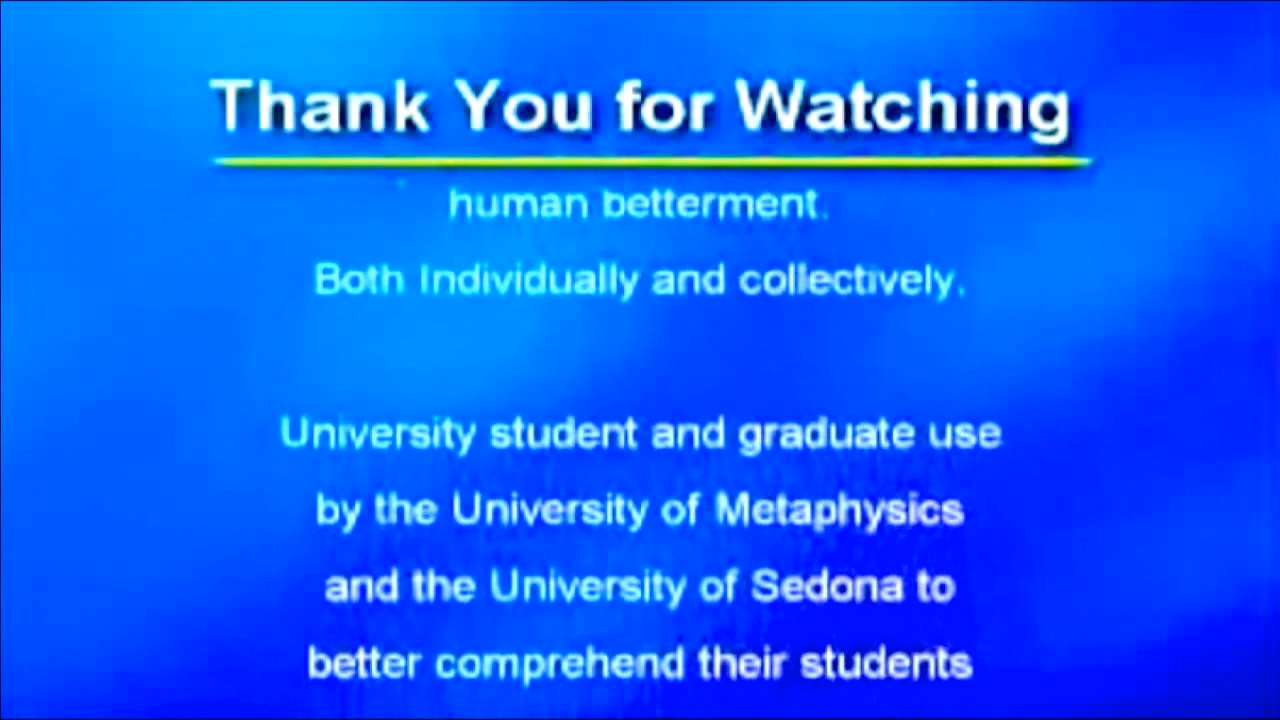 Thank You for Watching
human betterment.
Both Individually and collectively.
University student and graduate use
by the University of Metaphysics
and the University of Sedona to
better comprehend their students